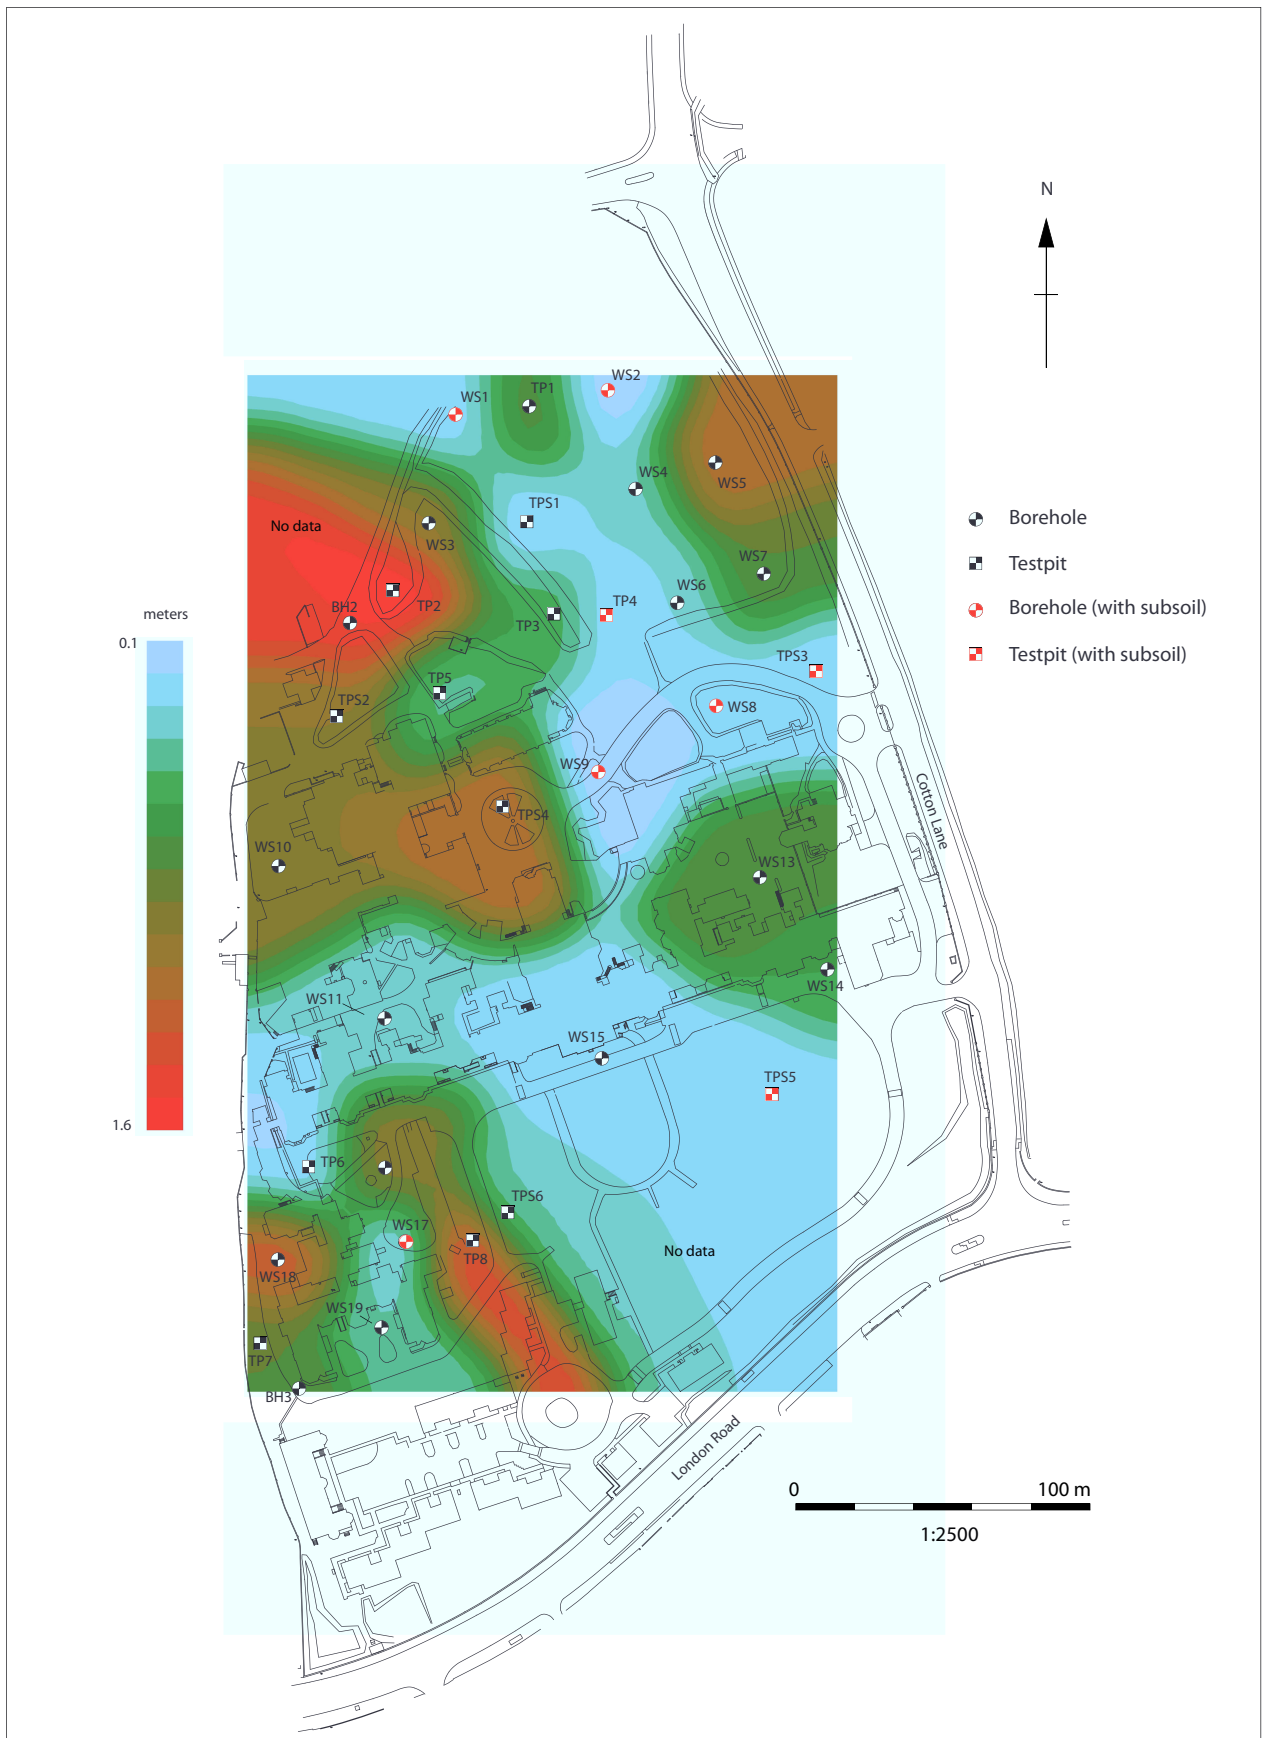 N
WS2
WS1
TP1
WS4
WS5
TPS1
Borehole
No data
WS3
WS7
Testpit
WS6
TP2
TP4
BH2
Borehole (with subsoil)
meters
TP3
0.1
TPS3
Testpit (with subsoil)
TP5
TPS2
WS8
WS9
Cotton Lane
TPS4
WS10
WS13
WS14
WS11
WS15
TPS5
1.6
TP6
TPS6
WS17
No data
TP8
WS18
WS19
TP7
BH3
London Road
0
100 m
1:2500